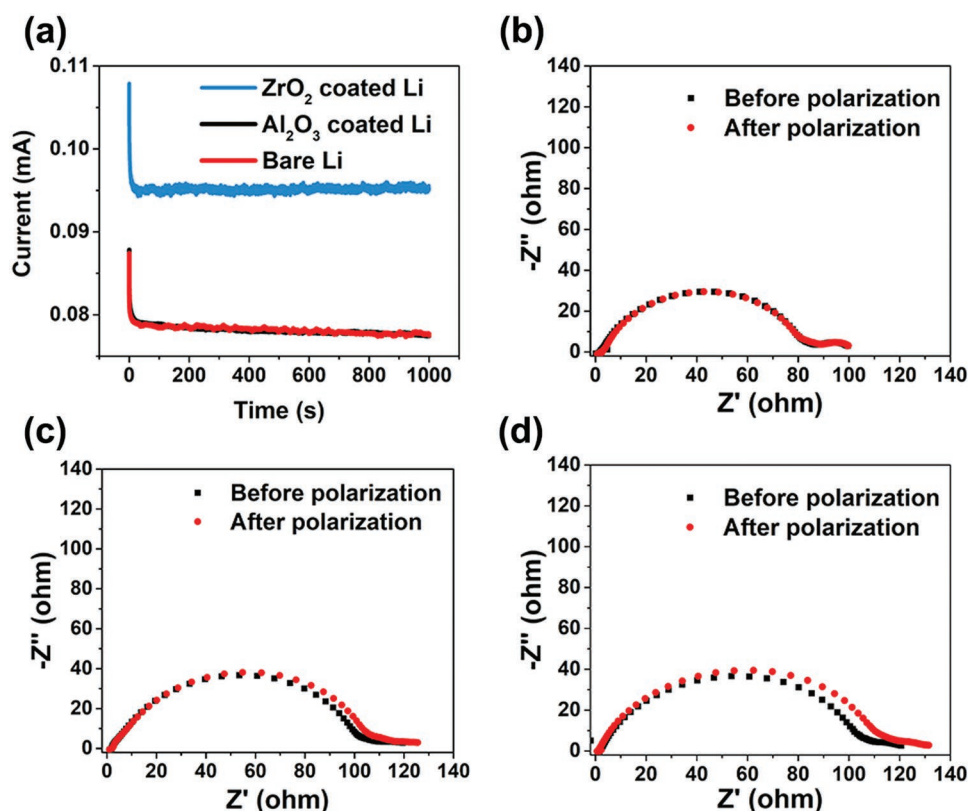 (a)
0.11
0.10
0.09
0.08
Current (mA)
ZrO₂ coated Li
Al₂O₃ coated Li
Bare Li
0 200 400 600 800 1000
Time (s)
(b)
140
120
100
80
60
40
20
0
-Z'' (ohm)
Before polarization
After polarization
0 20 40 60 80 100 120 140
Z' (ohm)
(c)
140
120
100
80
60
40
20
0
-Z'' (ohm)
Before polarization
After polarization
0 20 40 60 80 100 120 140
Z' (ohm)
(d)
140
120
100
80
60
40
20
0
-Z'' (ohm)
Before polarization
After polarization
0 20 40 60 80 100 120 140
Z' (ohm)